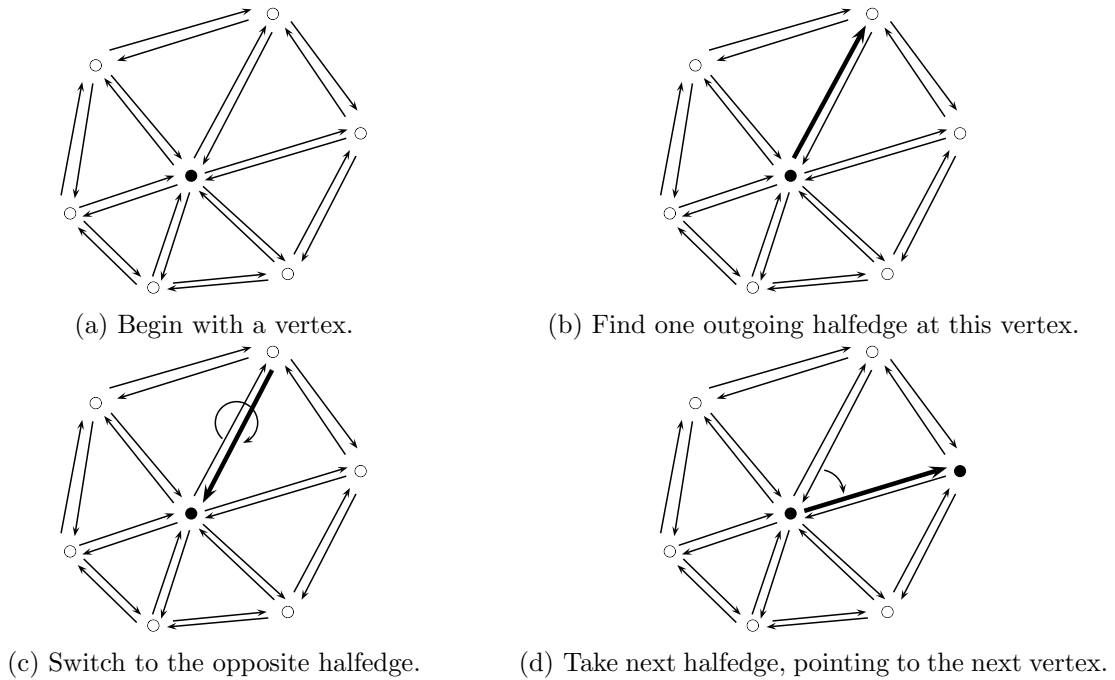 (a) Begin with a vertex.
(b) Find one outgoing halfedge at this vertex.
(c) Switch to the opposite halfedge.
(d) Take next halfedge, pointing to the next vertex.